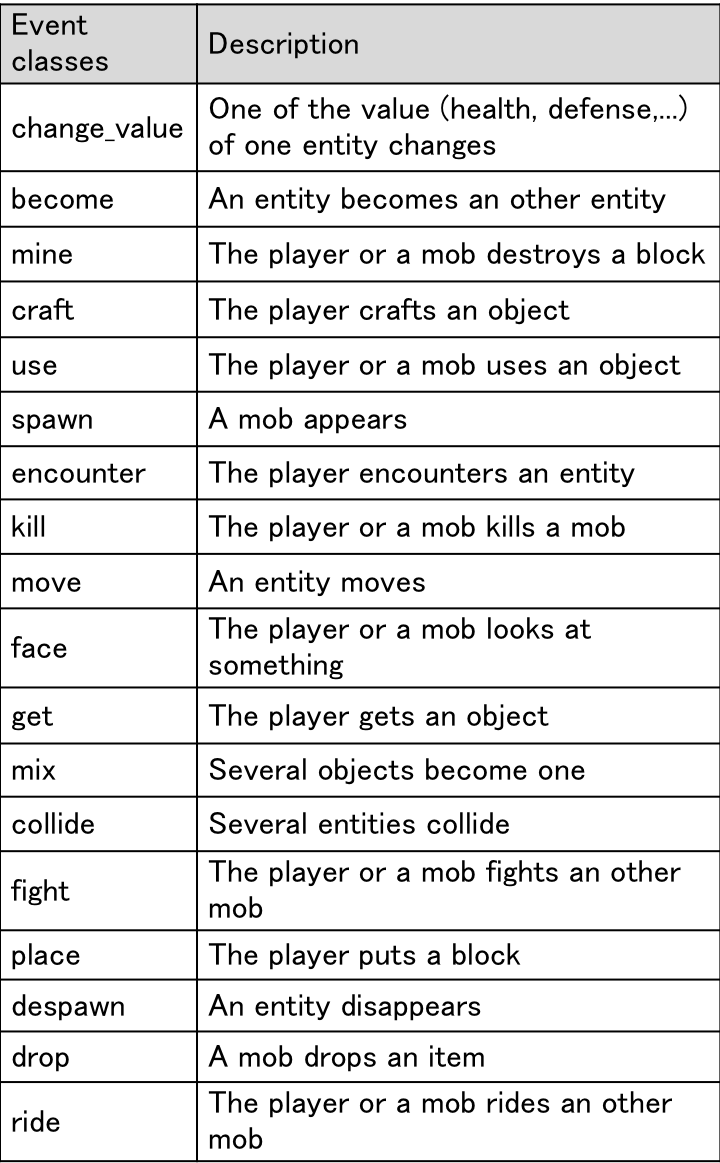 Event
classes
Description
change_value
One of the value (health, defense,...)
of one entity changes
become
An entity becomes an other entity
mine
The player or a mob destroys a block
craft
The player crafts an object
use
The player or a mob uses an object
spawn
A mob appears
encounter
The player encounters an entity
kill
The player or a mob kills a mob
move
An entity moves
face
The player or a mob looks at
something
get
The player gets an object
mix
Several objects become one
collide
Several entities collide
fight
The player or a mob fights an other
mob
place
The player puts a block
despawn
An entity disappears
drop
A mob drops an item
ride
The player or a mob rides an other
mob